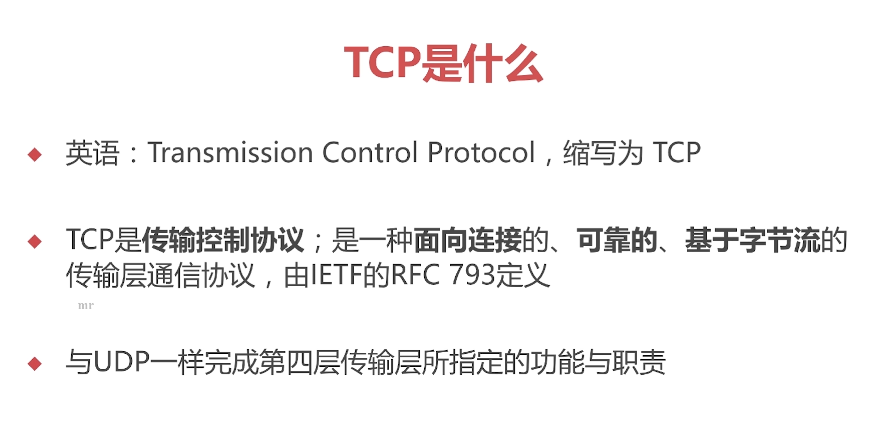 TCP是什么
英语：Transmission Control Protocol，缩写为 TCP
TCP是传输控制协议；是一种面向连接的、可靠的、基于字节流的
传输层通信协议，由IETF的RFC 793定义
mr
与UDP一样完成第四层传输层所指定的功能与职责